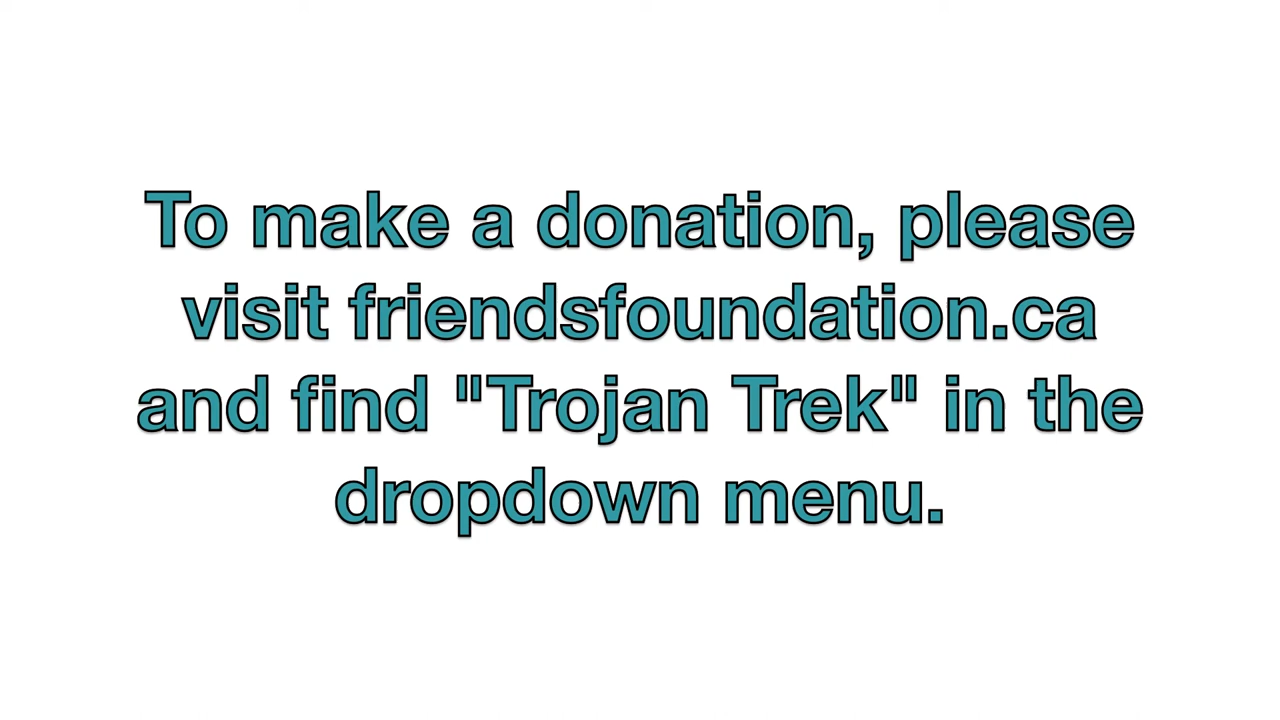 To make a donation, please
visit friendsfoundation.ca
and find "Trojan Trek" in the
dropdown menu.